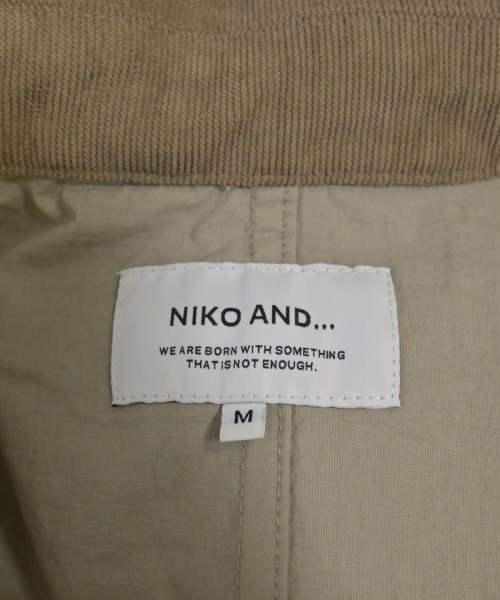 NIKO AND...
WE ARE BORN WITH SOMETHING
THAT IS NOT ENOUGH.
M